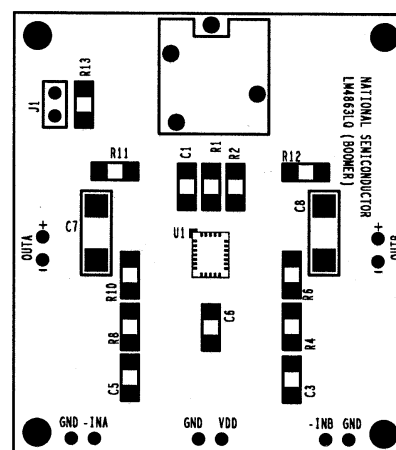 R13
J1
NATIONAL SEMICONDUCTOR
LM4863LQ (BOOMER)
R11
C1
R1
R2
R12
C7
C8
U1
OUTA
+
-
OUTB
+
-
R10
R6
R8
C6
R4
C5
C3
GND -INA
GND VDD
-INB GND